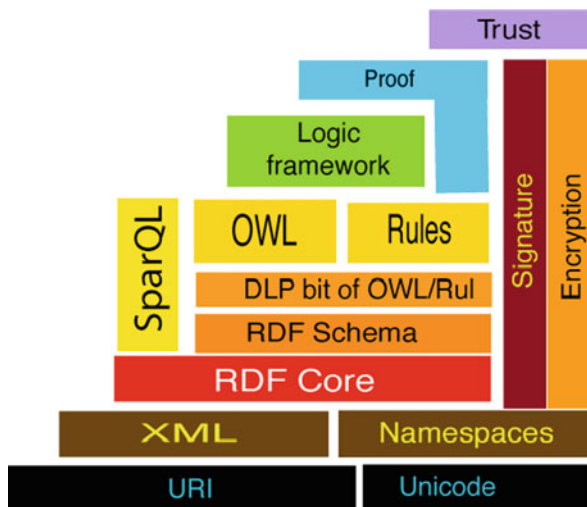 Trust
Proof
Logic
framework
SparQL
OWL
Rules
Signature
Encryption
DLP bit of OWL/Rul
RDF Schema
RDF Core
XML
Namespaces
URI
Unicode